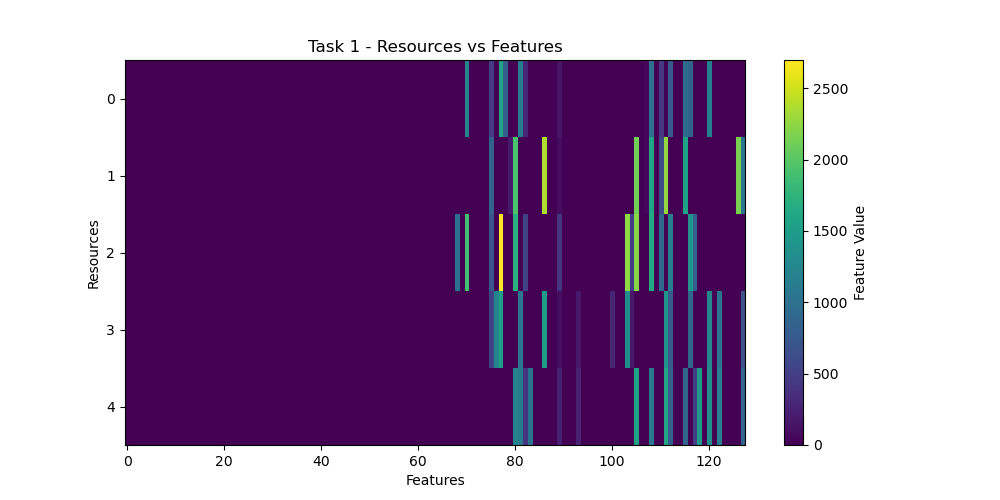 Task 1 - Resources vs Features
Resources
0
1
2
3
4
0 20 40 60 80 100 120
Features
2500
2000
1500
1000
500
0
Feature Value